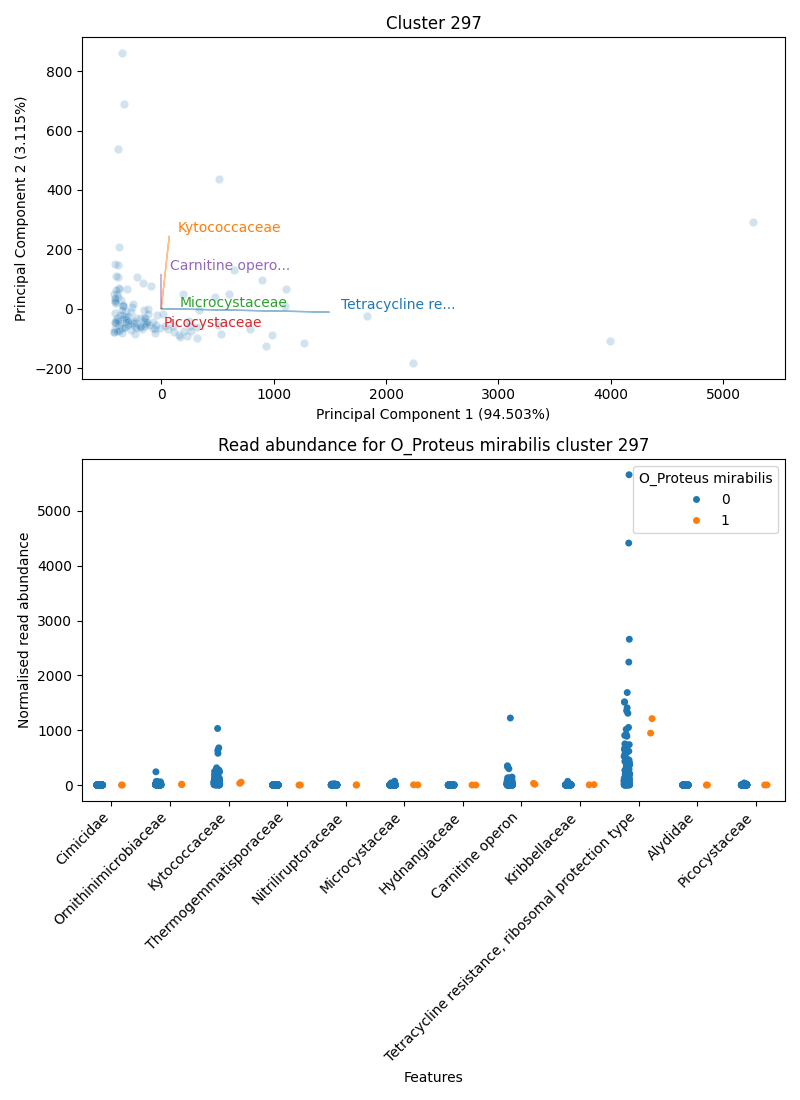 Cluster 297
800
600
400
200
0
−200
Principal Component 2 (3.115%)
Kytococcaceae
Carnitine opero...
Microcystaceae
Tetracycline re...
Picocystaceae
0 1000 2000 3000 4000 5000
Principal Component 1 (94.503%)
Read abundance for O_Proteus mirabilis cluster 297
O_Proteus mirabilis
0
1
5000
4000
3000
2000
1000
0
Normalised read abundance
Cimicidae
Ornithinimicrobiaceae
Kytococcaceae
Thermogemmatisporaceae
Nitriliruptoraceae
Microcystaceae
Hydnangiaceae
Carnitine operon
Kribbellaceae
Tetracycline resistance, ribosomal protection type
Alydidae
Picocystaceae
Features